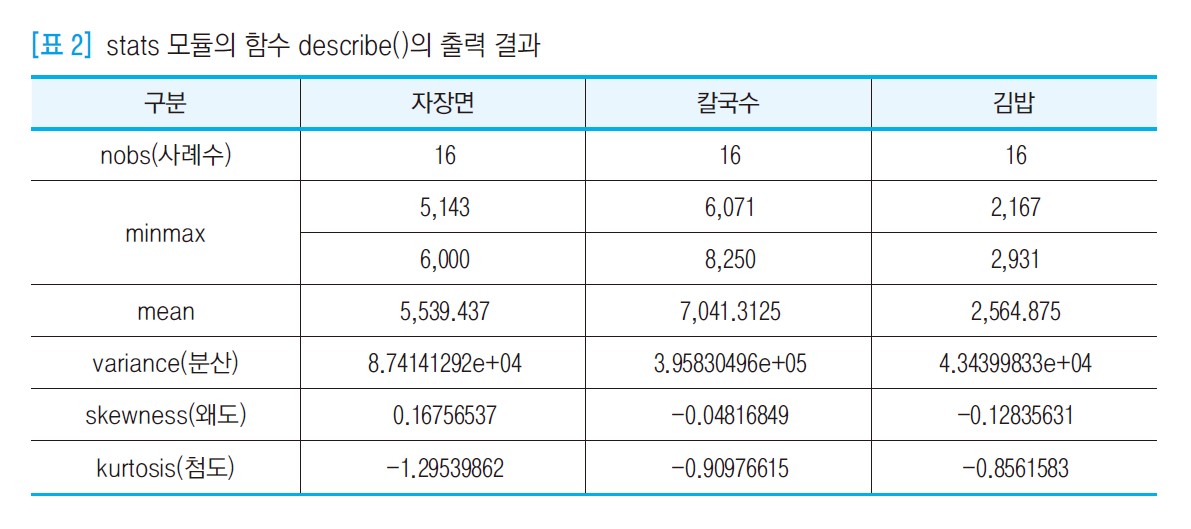 [표 2] stats 모듈의 함수 describe()의 출력 결과
구분 자장면 칼국수 김밥
nobs(사례수) 16 16 16
minmax 5,143 6,071 2,167
6,000 8,250 2,931
mean 5,539.437 7,041.3125 2,564.875
variance(분산) 8.74141292e+04 3.95830496e+05 4.34399833e+04
skewness(왜도) 0.16756537 -0.04816849 -0.12835631
kurtosis(첨도) -1.29539862 -0.90976615 -0.8561583